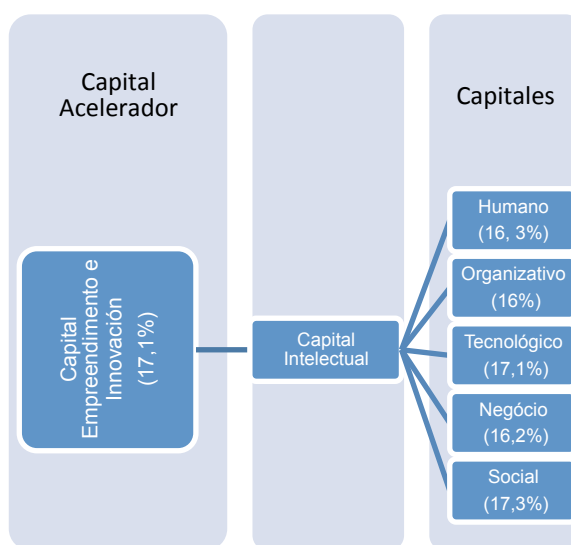 Capital
Acelerador
Capital
Empreendimento e
Innovación
(17,1%)
Capital
Intelectual
Capitales
Humano
(16, 3%)
Organizativo
(16%)
Tecnológico
(17,1%)
Negócio
(16,2%)
Social
(17,3%)